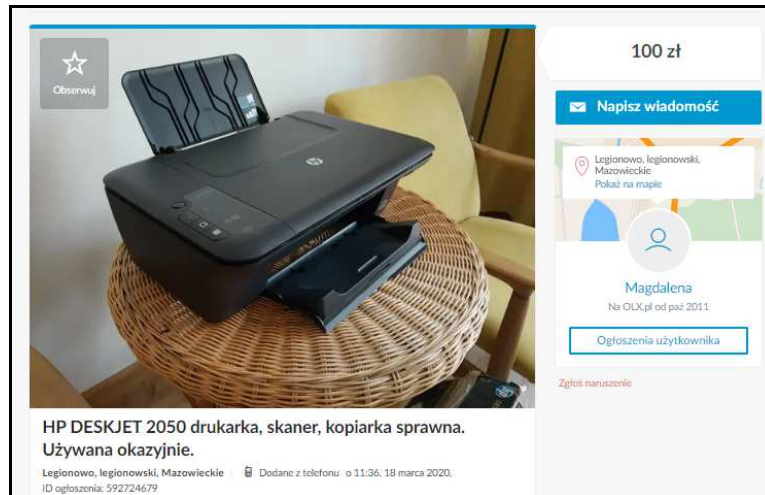 Obserwuj
hp
100 zł
Napisz wiadomość
Legionowo, legionowski,
Mazowieckie
Pokaż na mapie
Magdalena
Na OLX.pl od paź 2011
Ogłoszenia użytkownika
Zgłoś naruszenie
HP DESKJET 2050 drukarka, skaner, kopiarka sprawna.
Używana okazyjnie.
Legionowo, legionowski, Mazowieckie Dodane z telefonu o 11:36, 18 marca 2020,
ID ogłoszenia: 592724679